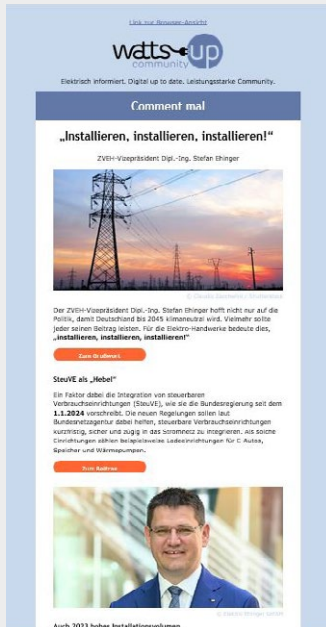 Link zur Browser-Ansicht
watts up
community
Elektrisch informiert. Digital up to date. Leistungsstarke Community.
Comment mal
„Installieren, installieren, installieren!“
ZVEH-Vizepräsident Dipl.-Ing. Stefan Ehinger
Der ZVEH-Vizepräsident Dipl.-Ing. Stefan Ehinger hofft nicht nur auf die
Politik, damit Deutschland bis 2045 klimaneutral wird. Vielmehr sollte
jeder seinen Beitrag leisten. Für die Elektro-Handwerke bedeute dies,
„installieren, installieren, installieren!“
Zum Grußwort
SteuVE als „Hebel“
Ein Faktor dabei die Integration von steuerbaren
Verbrauchseinrichtungen (SteuVE), wie sie die Bundesregierung seit dem
1.1.2024 vorschreibt. Die neuen Regelungen sollen laut
Bundesnetzagentur dabei helfen, steuerbare Verbrauchseinrichtungen
kurzfristig, sicher und zügig in das Stromnetz zu integrieren. Als solche
Einrichtungen zählen beispielsweise Ladeeinrichtungen für E-Autos,
Speicher und Wärmepumpen.
Auch 2023 hohes Installationsvolumen